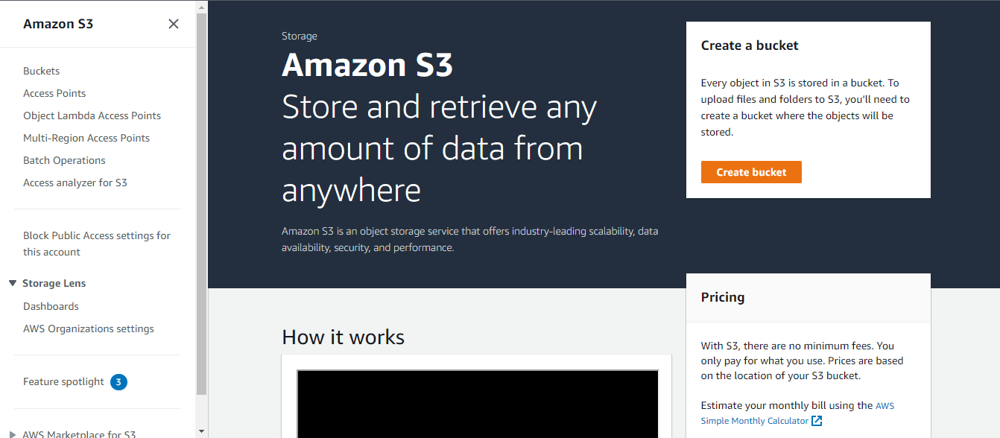 Amazon S3
Buckets
Access Points
Object Lambda Access Points
Multi-Region Access Points
Batch Operations
Access analyzer for S3
Block Public Access settings for
this account
Storage Lens
Dashboards
AWS Organizations settings
Feature spotlight 3
AWS Marketplace for S3
Storage
Amazon S3
Store and retrieve any
amount of data from
anywhere
Amazon S3 is an object storage service that offers industry-leading scalability, data
availability, security, and performance.
How it works
Create a bucket
Every object in S3 is stored in a bucket. To
upload files and folders to S3, you'll need to
create a bucket where the objects will be
stored.
Create bucket
Pricing
With S3, there are no minimum fees. You
only pay for what you use. Prices are based
on the location of your S3 bucket.
Estimate your monthly bill using the AWS
Simple Monthly Calculator